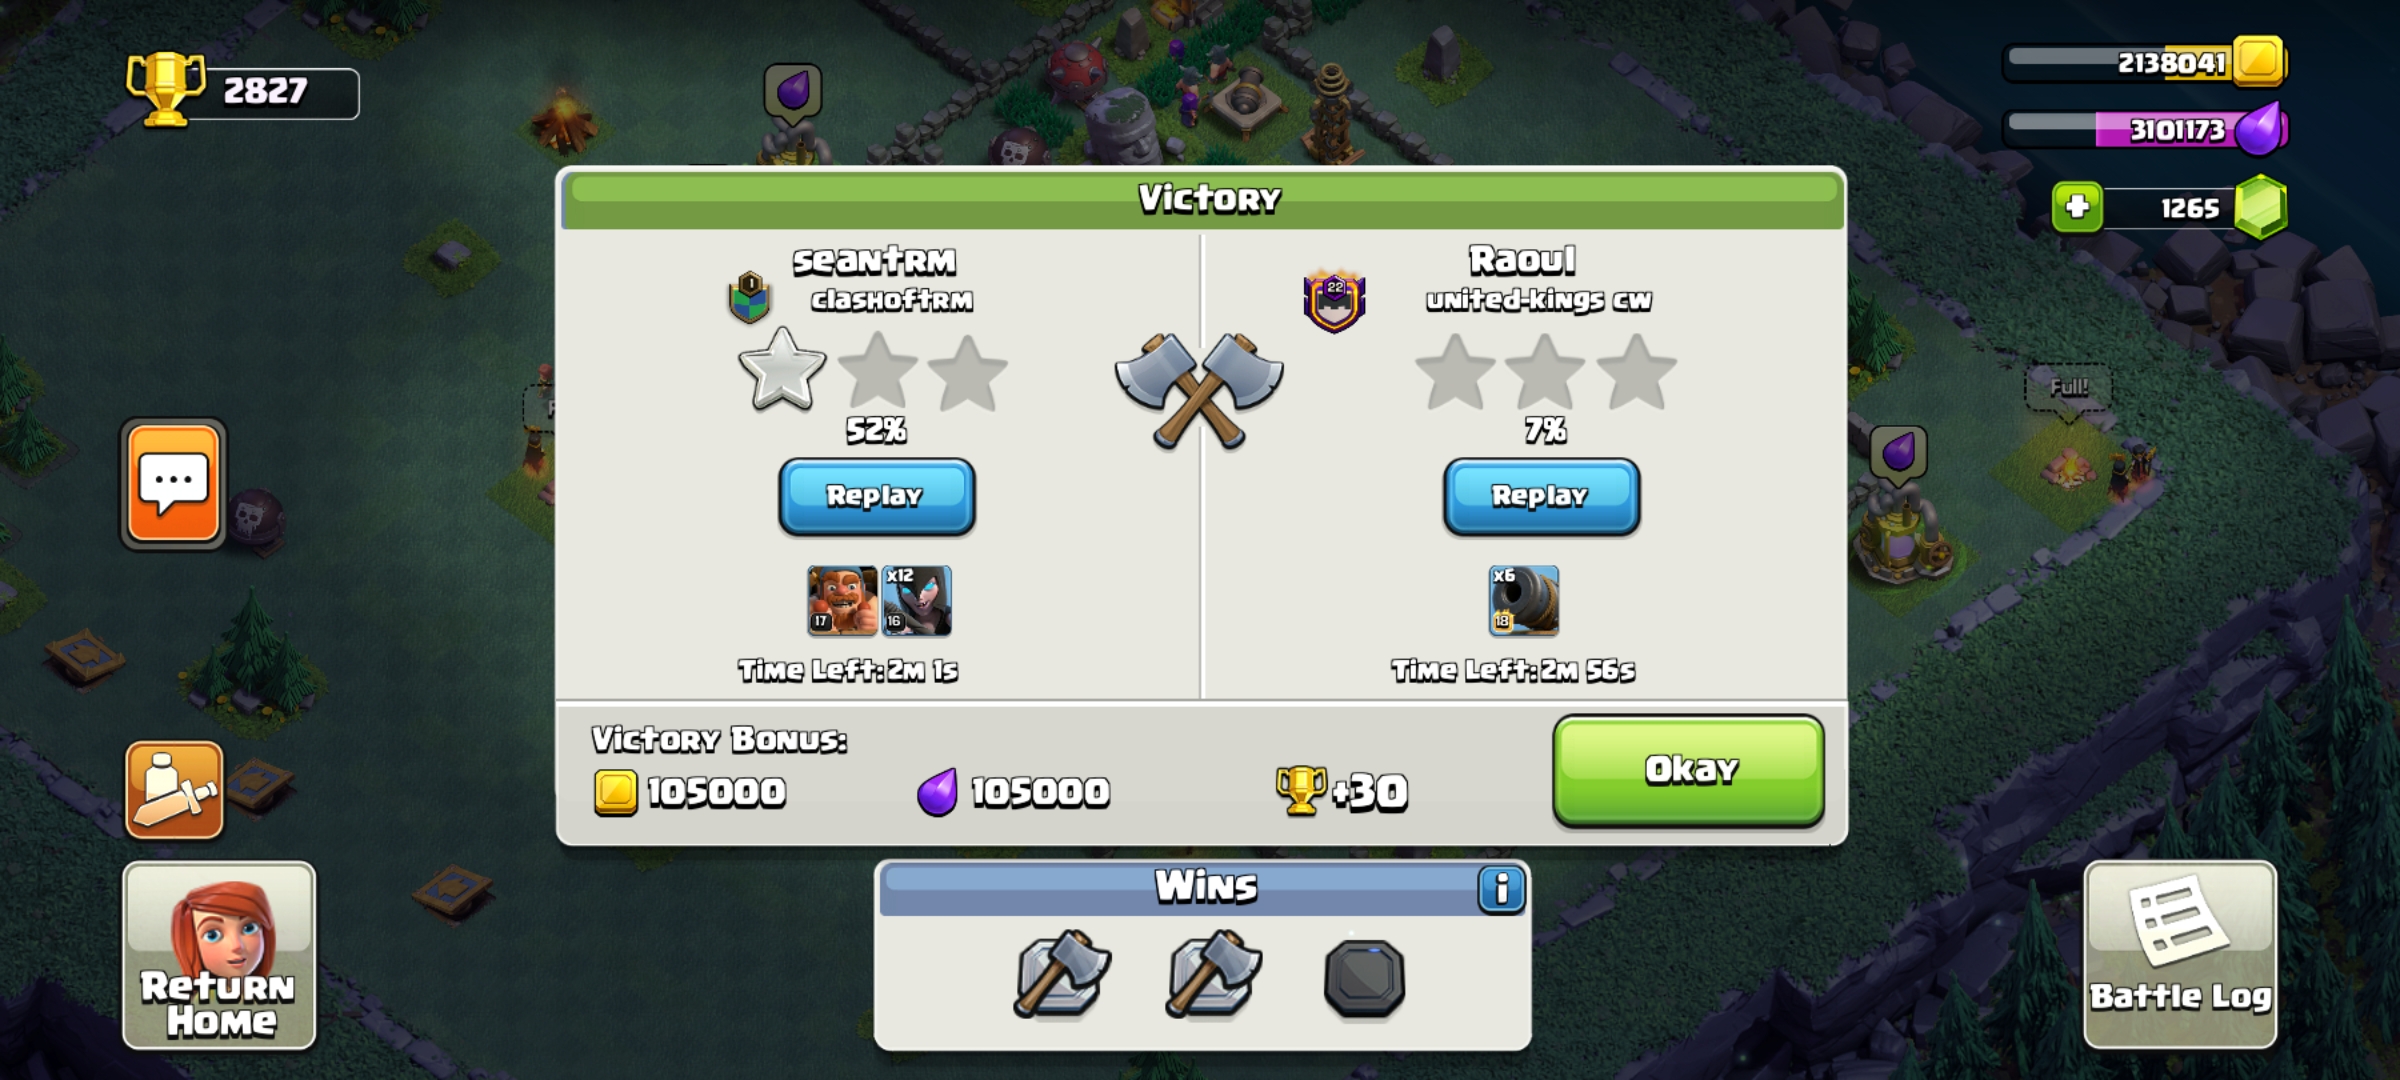 2827
2138041
3101173
1265
Victory
seantrm
clashoftrm
1
52%
Replay
17
x12
16
Time Left:2m 1s
Raoul
united-kings cw
22
7%
Replay
x6
18
Time Left:2m 56s
Full!
Victory Bonus:
105000
105000
+30
Okay
Wins
i
Return
Home
Battle Log